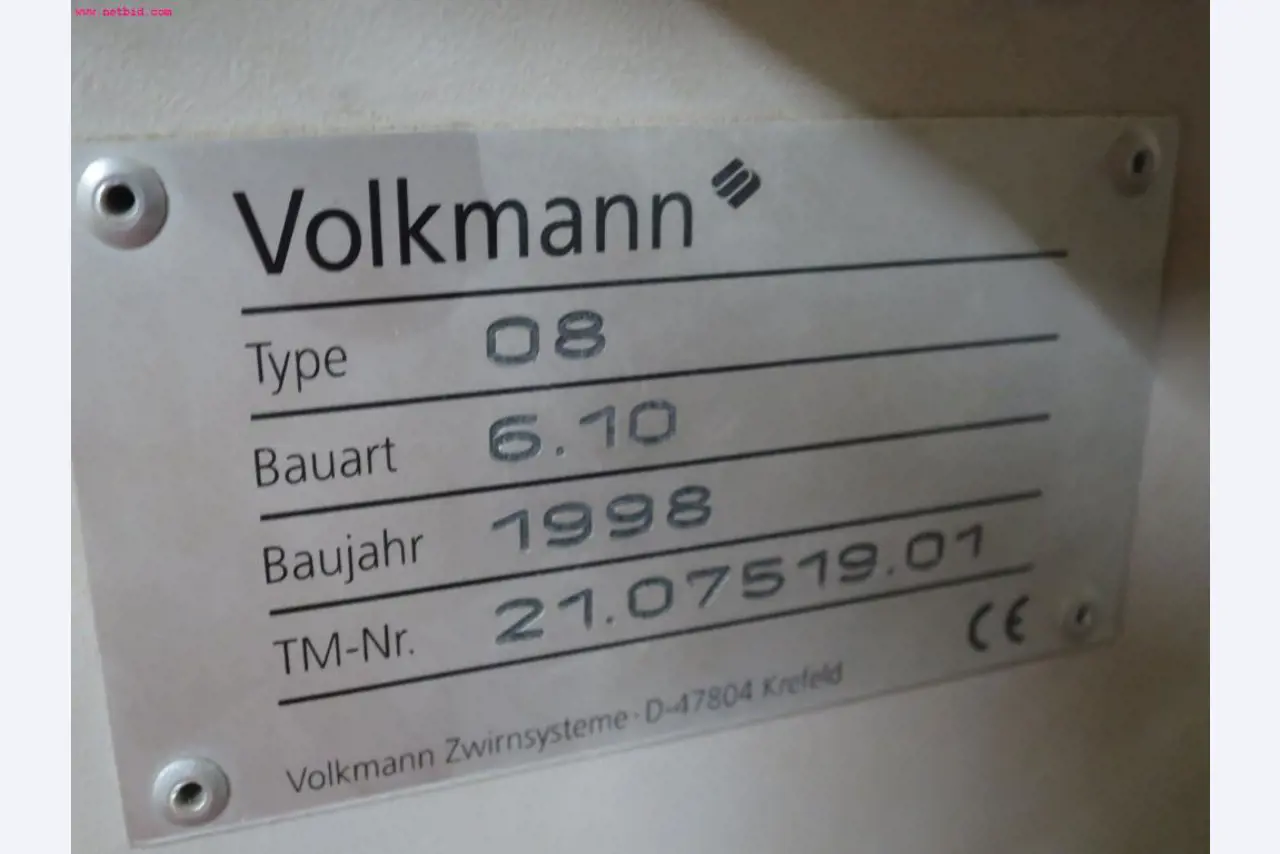 www.netbid.com
Volkmann
Type 08
Bauart 6.10
Baujahr 1998
TM-Nr. 21.07519.01
CE
Volkmann Zwirnsysteme · D-47804 Krefeld